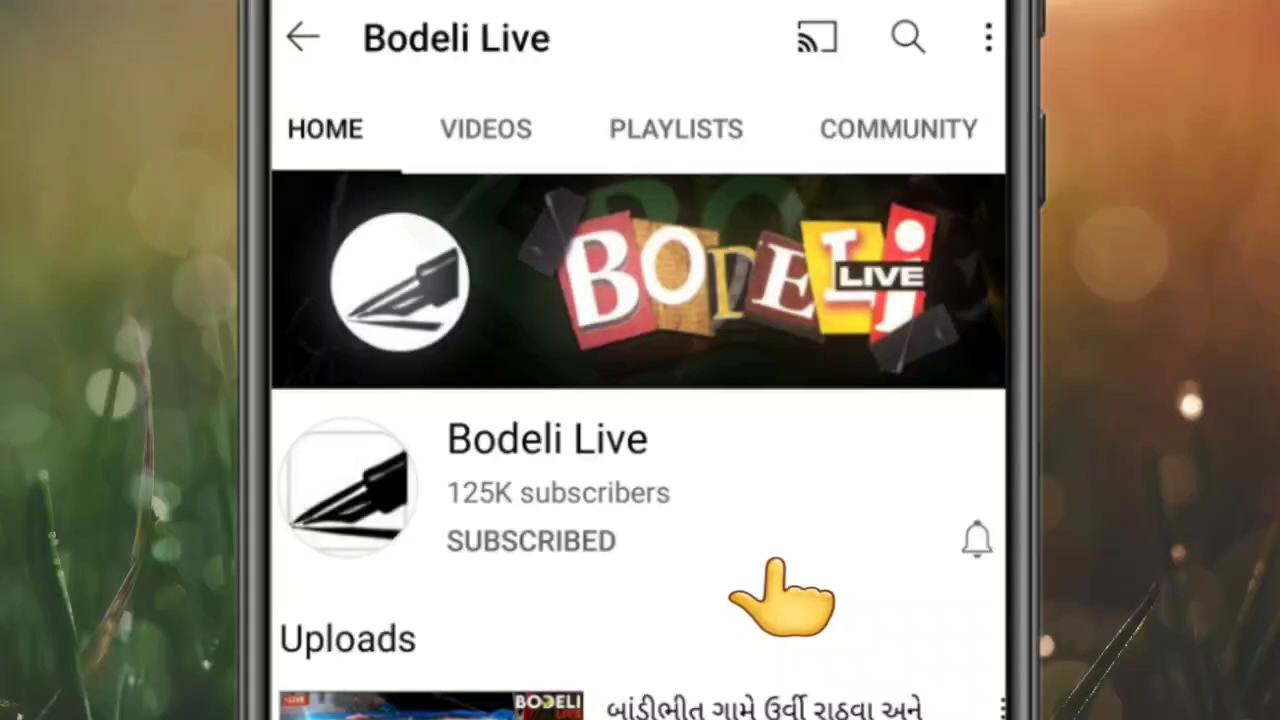 Bodeli Live
HOME VIDEOS PLAYLISTS COMMUNITY
BODELi
LIVE
Bodeli Live
125K subscribers
SUBSCRIBED
Uploads
LIVE
BODELI
LIVE
બાંડીભીત ગામે ઉર્વી રાઠવા અને